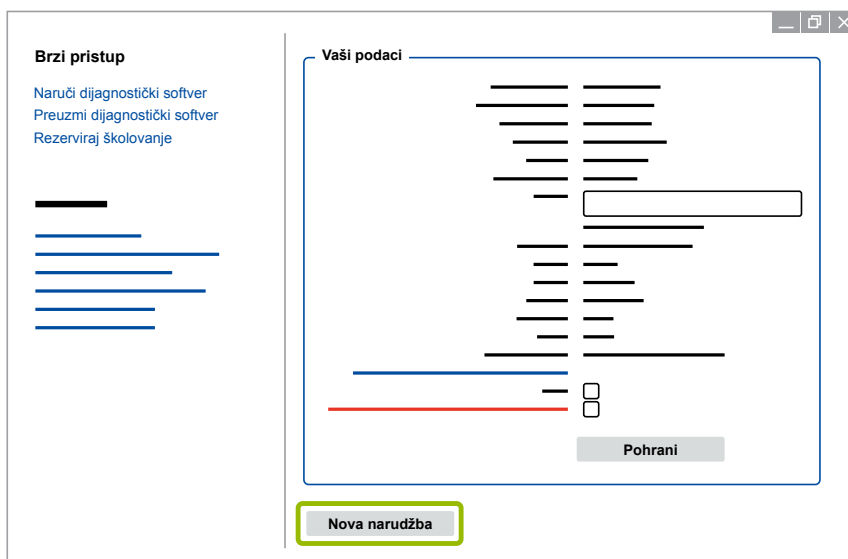 Brzi pristup
Naruči dijagnostički softver
Preuzmi dijagnostički softver
Rezerviraj školovanje
Vaši podaci
Pohrani
Nova narudžba